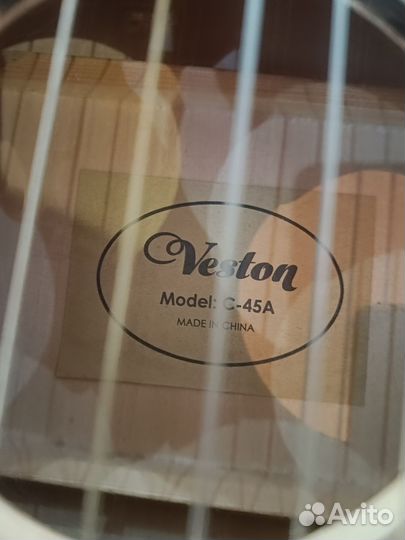 Veston
Model: C-45A
MADE IN CHINA
Avito